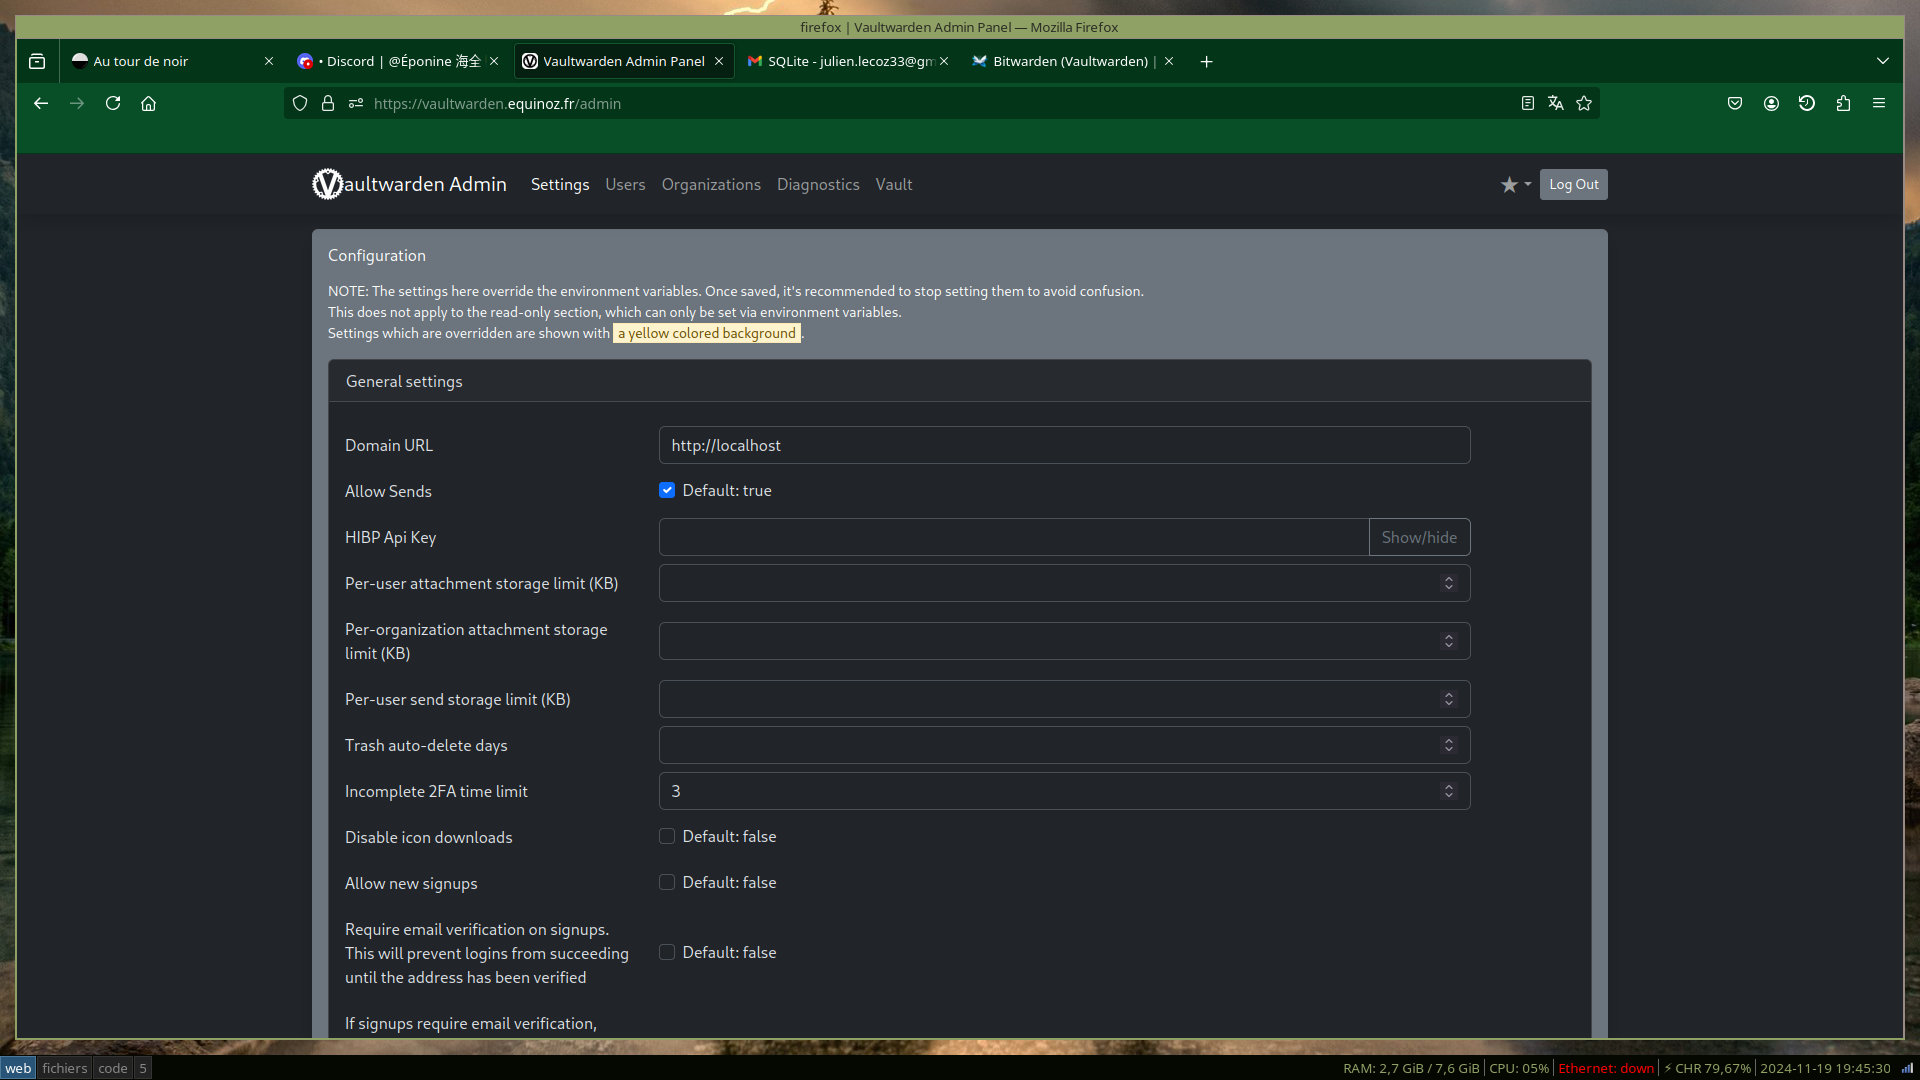 firefox | Vaultwarden Admin Panel — Mozilla Firefox
Au tour de noir
• Discord | @Éponine 海全
Vaultwarden Admin Panel
SQLite - julien.lecoz33@gm
Bitwarden (Vaultwarden) |
https://vaultwarden.equinoz.fr/admin
Vaultwarden Admin
Settings
Users
Organizations
Diagnostics
Vault
Log Out
Configuration
NOTE: The settings here override the environment variables. Once saved, it's recommended to stop setting them to avoid confusion.
This does not apply to the read-only section, which can only be set via environment variables.
Settings which are overridden are shown with a yellow colored background.
General settings
Domain URL
http://localhost
Allow Sends
Default: true
HIBP Api Key
Show/hide
Per-user attachment storage limit (KB)
Per-organization attachment storage
limit (KB)
Per-user send storage limit (KB)
Trash auto-delete days
Incomplete 2FA time limit
3
Disable icon downloads
Default: false
Allow new signups
Default: false
Require email verification on signups.
This will prevent logins from succeeding
until the address has been verified
Default: false
If signups require email verification,
web
fichiers
code
5
RAM: 2,7 GiB / 7,6 GiB | CPU: 05% | Ethernet: down | ⚡ CHR 79,67% | 2024-11-19 19:45:30